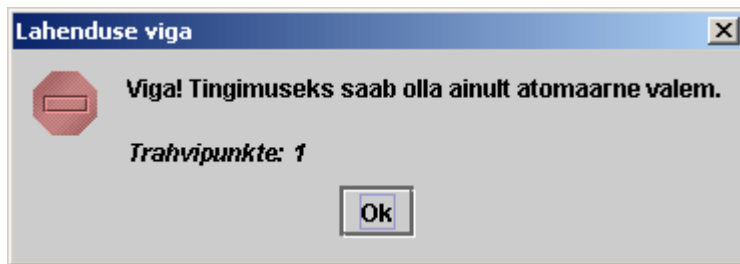 Lahenduse viga
Viga! Tingimuseks saab olla ainult atomaarne valem.
Trahvipunkte: 1
Ok